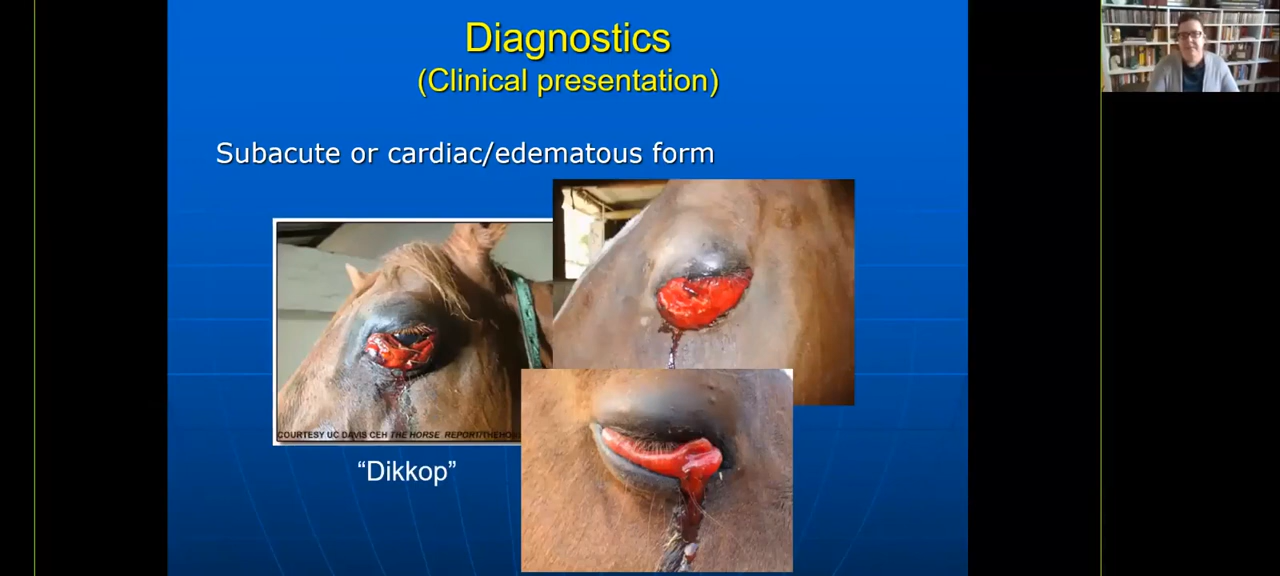 Diagnostics
(Clinical presentation)
Subacute or cardiac/edematous form
COURTESY UC DAVIS CEH THE HORSE REPORT/THEHO
“Dikkop”